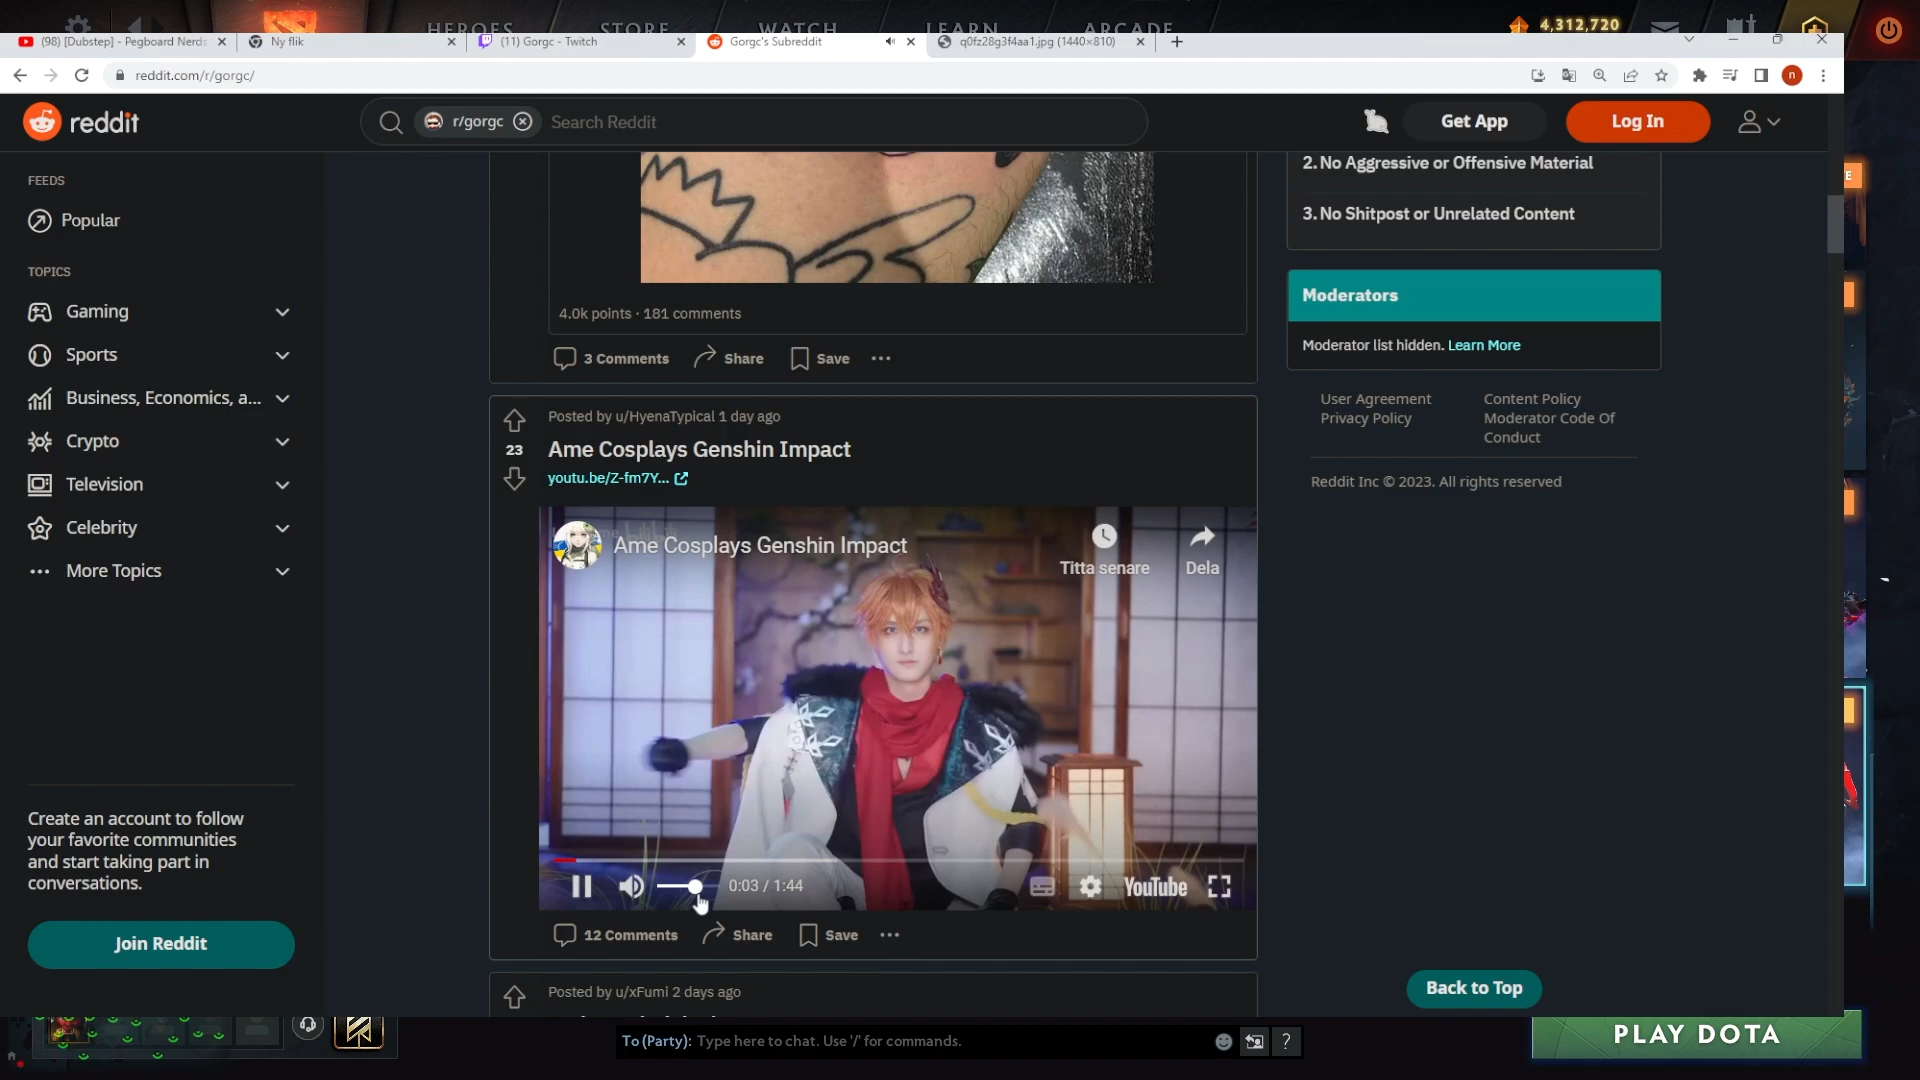 HEROES STORE WATCH LEARN ARCADE
4,312,720
(98) [Dubstep] - Pegboard Nerds
Ny flik
(11) Gorgc - Twitch
Gorgc's Subreddit
q0fz28g3f4aa1.jpg (1440×810)
reddit.com/r/gorgc/
n
reddit
r/gorgc
Search Reddit
Get App
Log In
FEEDS
Popular
TOPICS
Gaming
Sports
Business, Economics, a...
Crypto
Television
Celebrity
More Topics
Create an account to follow
your favorite communities
and start taking part in
conversations.
Join Reddit
4.0k points · 181 comments
3 Comments
Share
Save
Posted by u/HyenaTypical 1 day ago
23
Ame Cosplays Genshin Impact
youtu.be/Z-fm7Y...
Ame Cosplays Genshin Impact
Titta senare
Dela
0:03 / 1:44
YouTube
12 Comments
Share
Save
Posted by u/xFumi 2 days ago
2. No Aggressive or Offensive Material
3. No Shitpost or Unrelated Content
Moderators
Moderator list hidden. Learn More
User Agreement
Privacy Policy
Content Policy
Moderator Code Of
Conduct
Reddit Inc © 2023. All rights reserved
Back to Top
To (Party): Type here to chat. Use '/' for commands.
?
PLAY DOTA